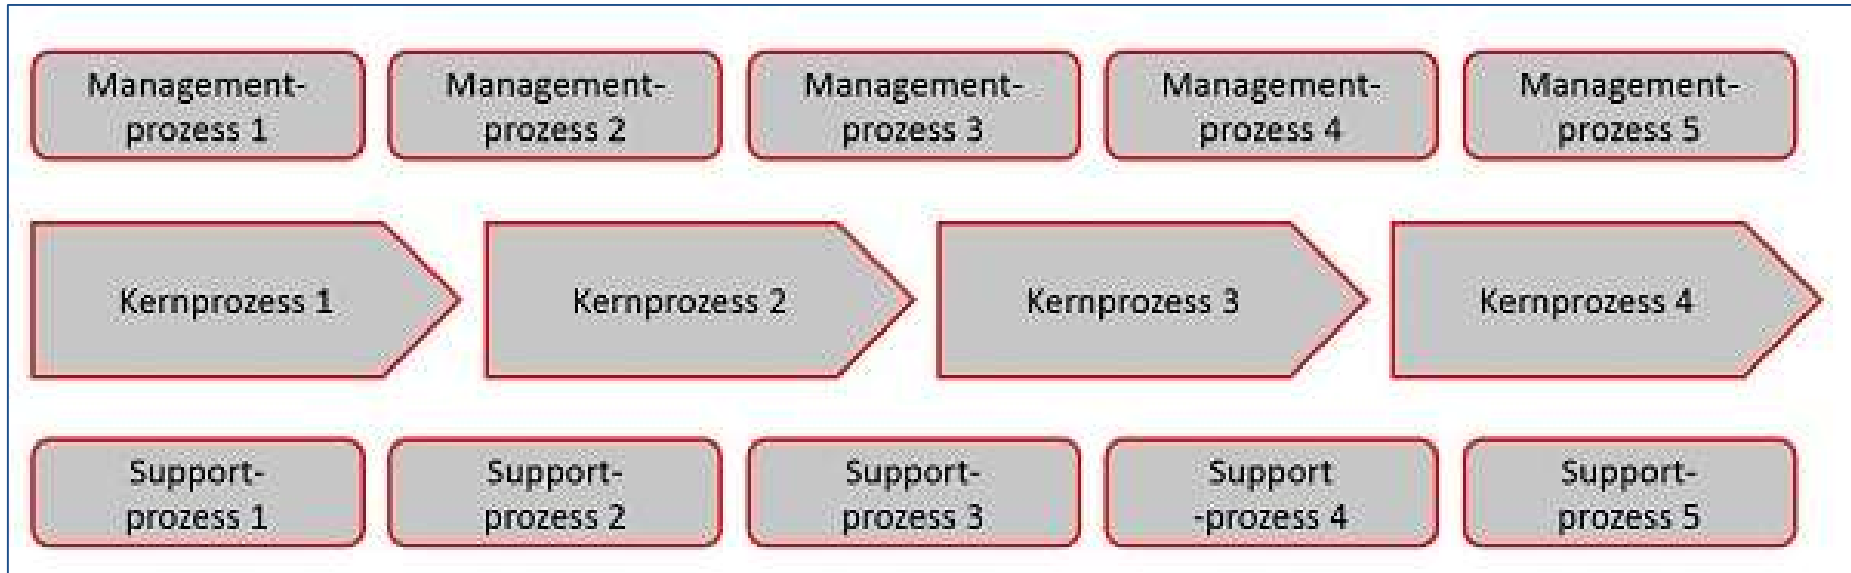 Management-
prozess 1
Management-
prozess 2
Management-
prozess 3
Management-
prozess 4
Management-
prozess 5
Kernprozess 1
Kernprozess 2
Kernprozess 3
Kernprozess 4
Support-
prozess 1
Support-
prozess 2
Support-
prozess 3
Support
-prozess 4
Support-
prozess 5